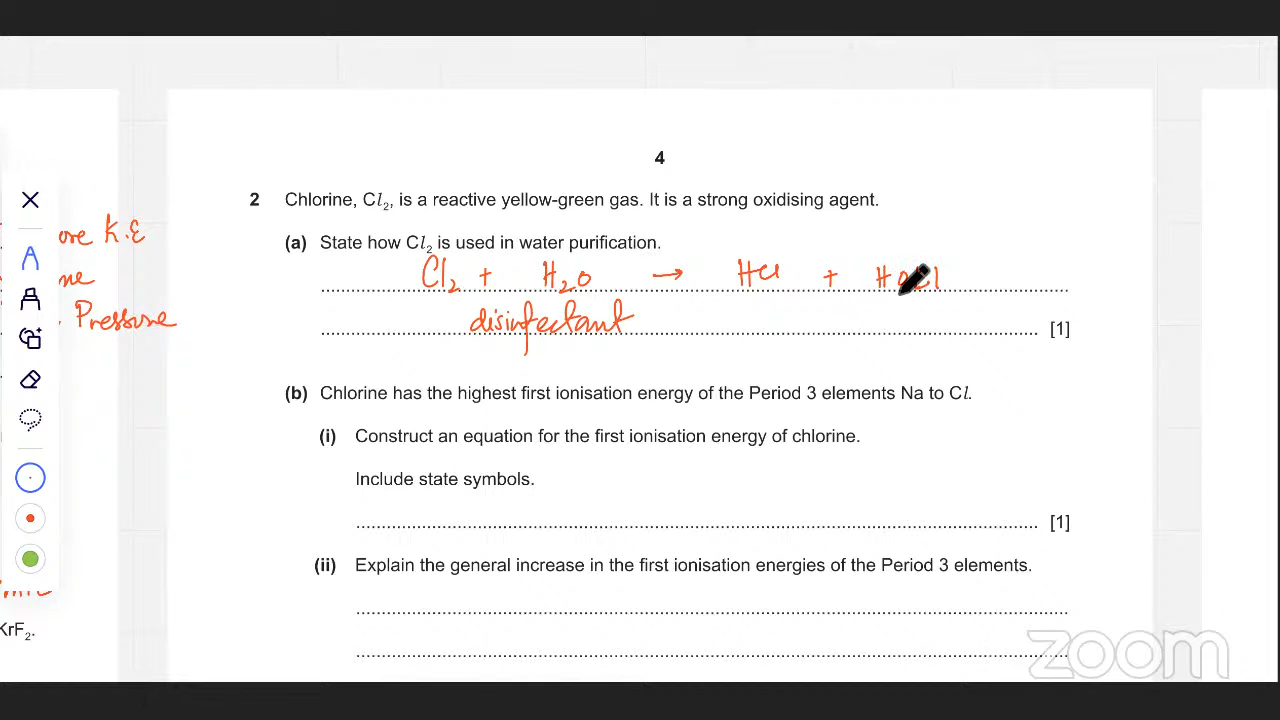 4
2 Chlorine, Cl₂, is a reactive yellow-green gas. It is a strong oxidising agent.
(a) State how Cl₂ is used in water purification.
Cl₂ + H₂O → HCl + HOCl
disinfectant
[1]
(b) Chlorine has the highest first ionisation energy of the Period 3 elements Na to Cl.
(i) Construct an equation for the first ionisation energy of chlorine.
Include state symbols.
[1]
(ii) Explain the general increase in the first ionisation energies of the Period 3 elements.
ore K.E
me
Pressure
KrF₂.
zoom